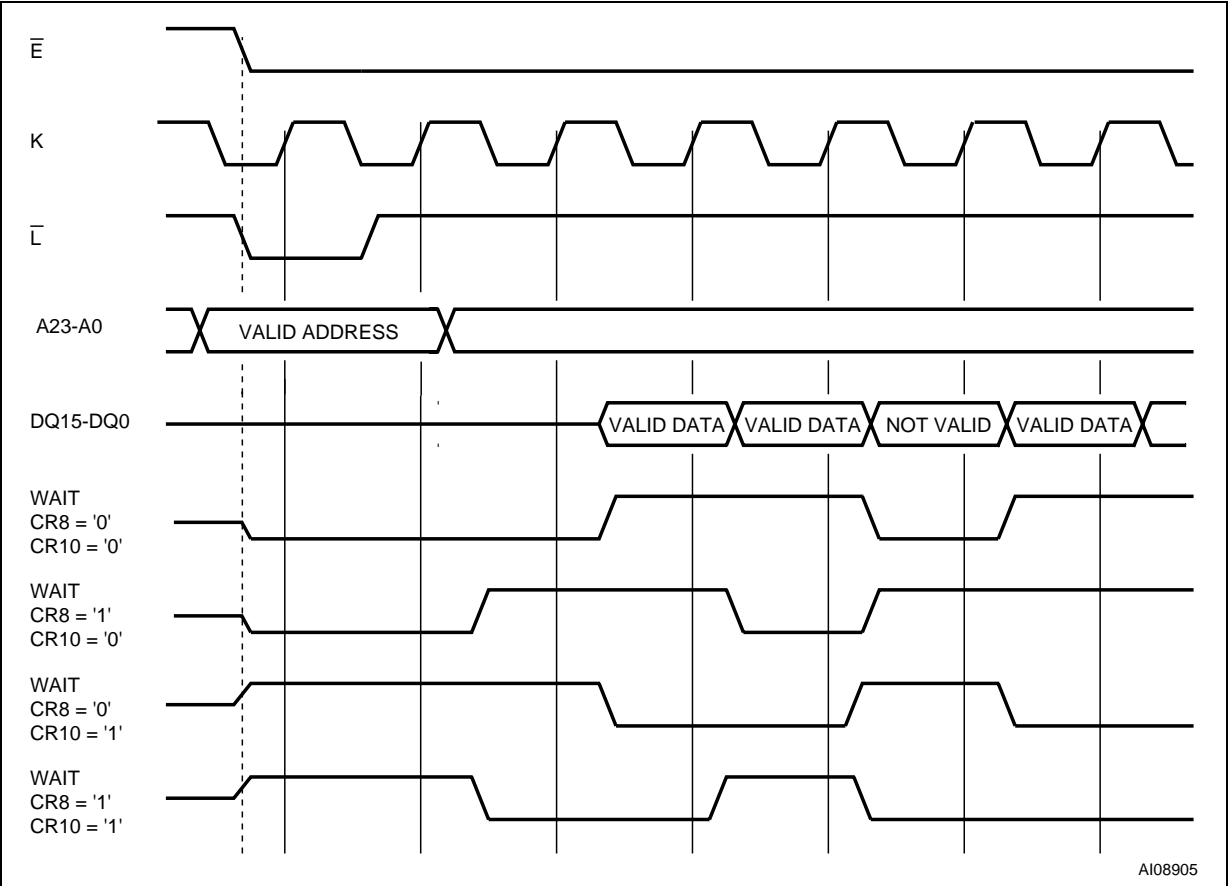 E
K
L
A23-A0
VALID ADDRESS
DQ15-DQ0
VALID DATA VALID DATA NOT VALID VALID DATA
WAIT
CR8 = '0'
CR10 = '0'
WAIT
CR8 = '1'
CR10 = '0'
WAIT
CR8 = '0'
CR10 = '1'
WAIT
CR8 = '1'
CR10 = '1'
AI08905